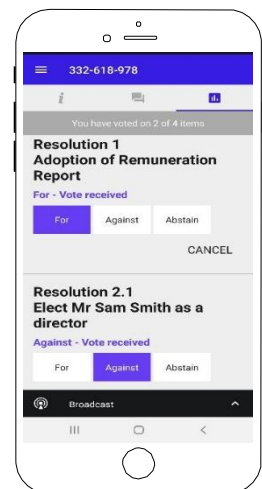 332-618-978
i
You have voted on 2 of 4 items
Resolution 1
Adoption of Remuneration
Report
For - Vote received
For Against Abstain
CANCEL
Resolution 2.1
Elect Mr Sam Smith as a
director
Against - Vote received
For Against Abstain
Broadcast